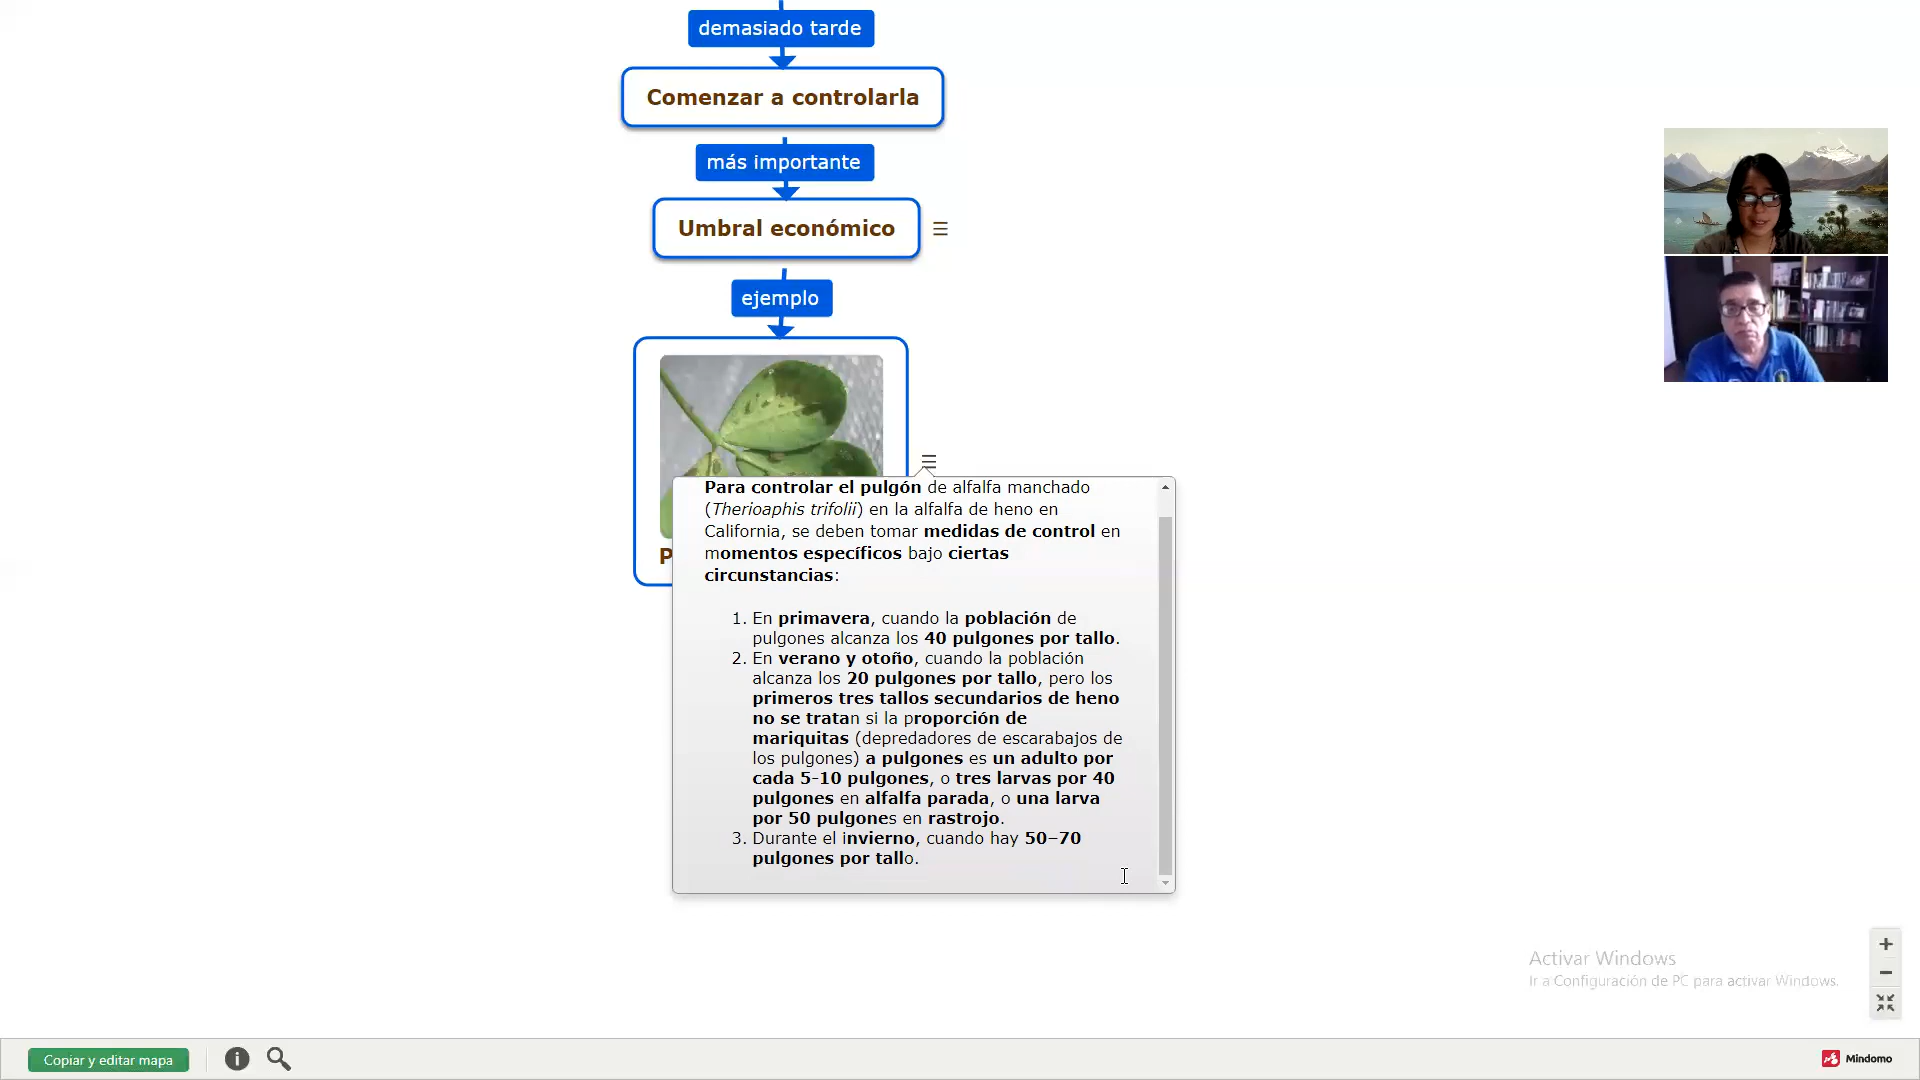 demasiado tarde
Comenzar a controlarla
más importante
Umbral económico
ejemplo
P
Para controlar el pulgón de alfalfa manchado
(Therioaphis trifolii) en la alfalfa de heno en
California, se deben tomar medidas de control en
momentos específicos bajo ciertas
circunstancias:
1. En primavera, cuando la población de
pulgones alcanza los 40 pulgones por tallo.
2. En verano y otoño, cuando la población
alcanza los 20 pulgones por tallo, pero los
primeros tres tallos secundarios de heno
no se tratan si la proporción de
mariquitas (depredadores de escarabajos de
los pulgones) a pulgones es un adulto por
cada 5-10 pulgones, o tres larvas por 40
pulgones en alfalfa parada, o una larva
por 50 pulgones en rastrojo.
3. Durante el invierno, cuando hay 50–70
pulgones por tallo.
Activar Windows
Ir a Configuración de PC para activar Windows.
Copiar y editar mapa
Mindomo